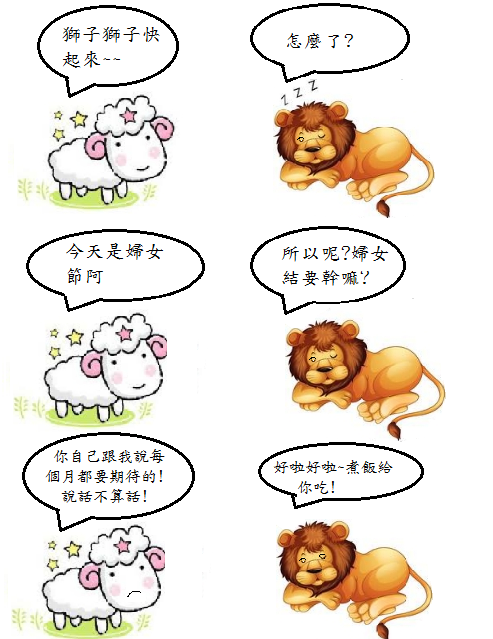 獅子獅子快
起來~~
怎麼了?
Z Z Z
今天是婦女
節阿
所以呢?婦女
結要幹嘛?
你自己跟我說每
個月都要期待的!
說話不算話!
好啦好啦~煮飯給
你吃!